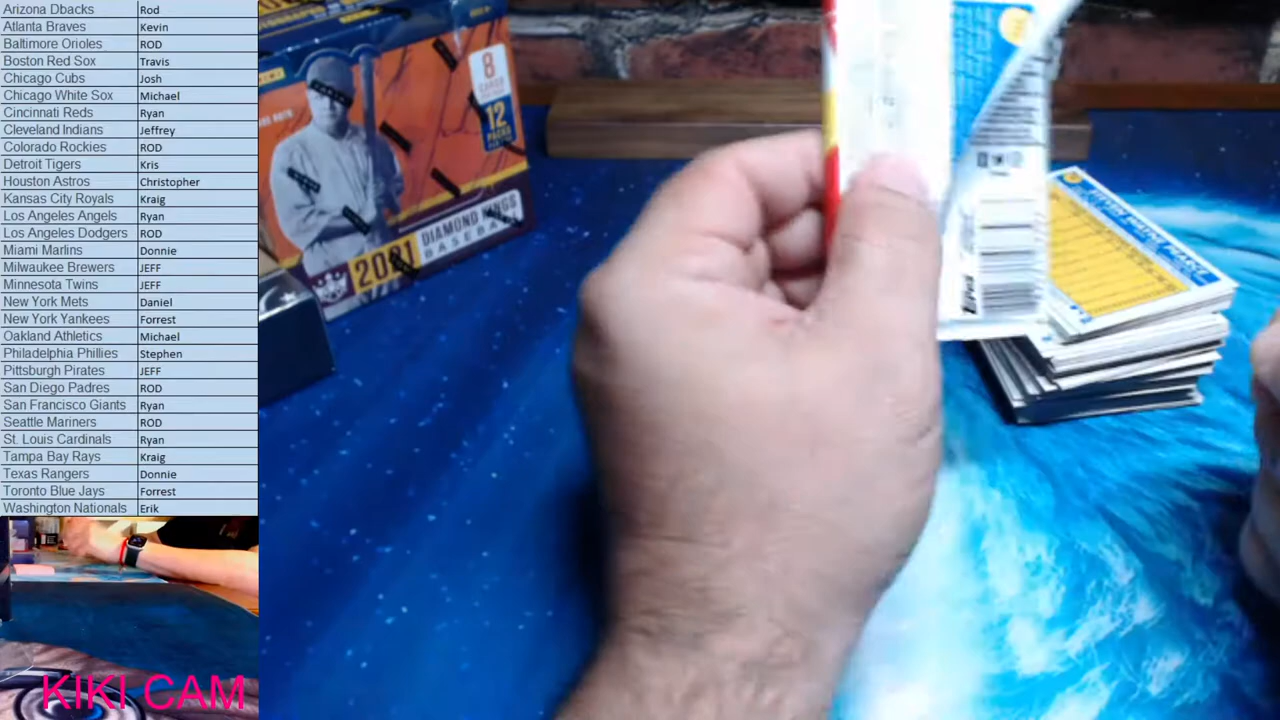 Arizona Dbacks Rod
Atlanta Braves Kevin
Baltimore Orioles ROD
Boston Red Sox Travis
Chicago Cubs Josh
Chicago White Sox Michael
Cincinnati Reds Ryan
Cleveland Indians Jeffrey
Colorado Rockies ROD
Detroit Tigers Kris
Houston Astros Christopher
Kansas City Royals Kraig
Los Angeles Angels Ryan
Los Angeles Dodgers ROD
Miami Marlins Donnie
Milwaukee Brewers JEFF
Minnesota Twins JEFF
New York Mets Daniel
New York Yankees Forrest
Oakland Athletics Michael
Philadelphia Phillies Stephen
Pittsburgh Pirates JEFF
San Diego Padres ROD
San Francisco Giants Ryan
Seattle Mariners ROD
St. Louis Cardinals Ryan
Tampa Bay Rays Kraig
Texas Rangers Donnie
Toronto Blue Jays Forrest
Washington Nationals Erik
KIKI CAM
8
CARDS
12
PACKS
2021 DIAMOND KINGS
BASEBALL